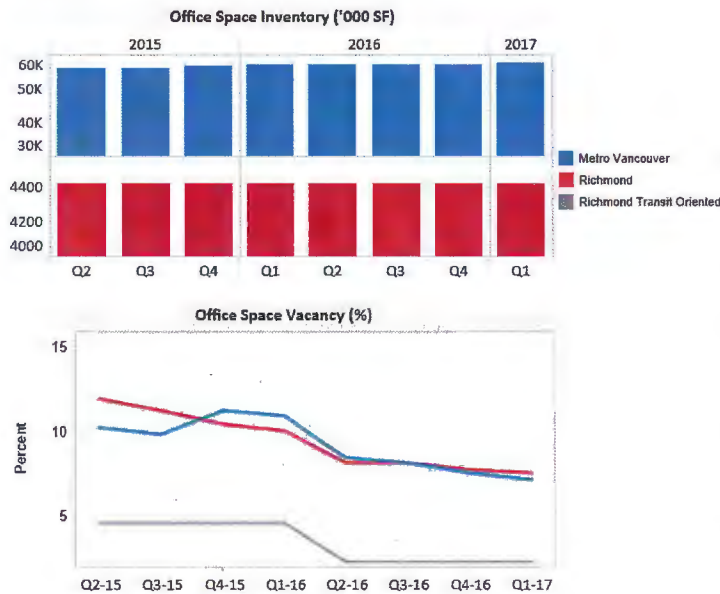 Office Space Inventory ('000 SF)
2015 2016 2017
60K
50K
40K
30K
4400
4200
4000
Q2 Q3 Q4 Q1 Q2 Q3 Q4 Q1
Metro Vancouver
Richmond
Richmond Transit Oriented
Office Space Vacancy (%)
15
10
5
Percent
Q2-15 Q3-15 Q4-15 Q1-16 Q2-16 Q3-16 Q4-16 Q1-17